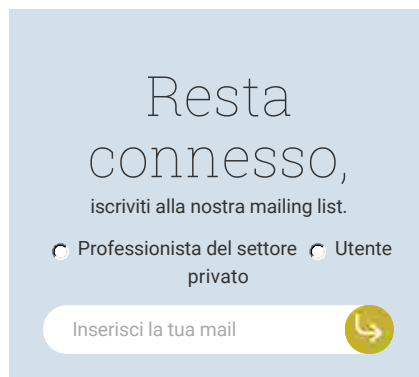 Resta
connesso,
iscriviti alla nostra mailing list.
Professionista del settore Utente
privato
Inserisci la tua mail